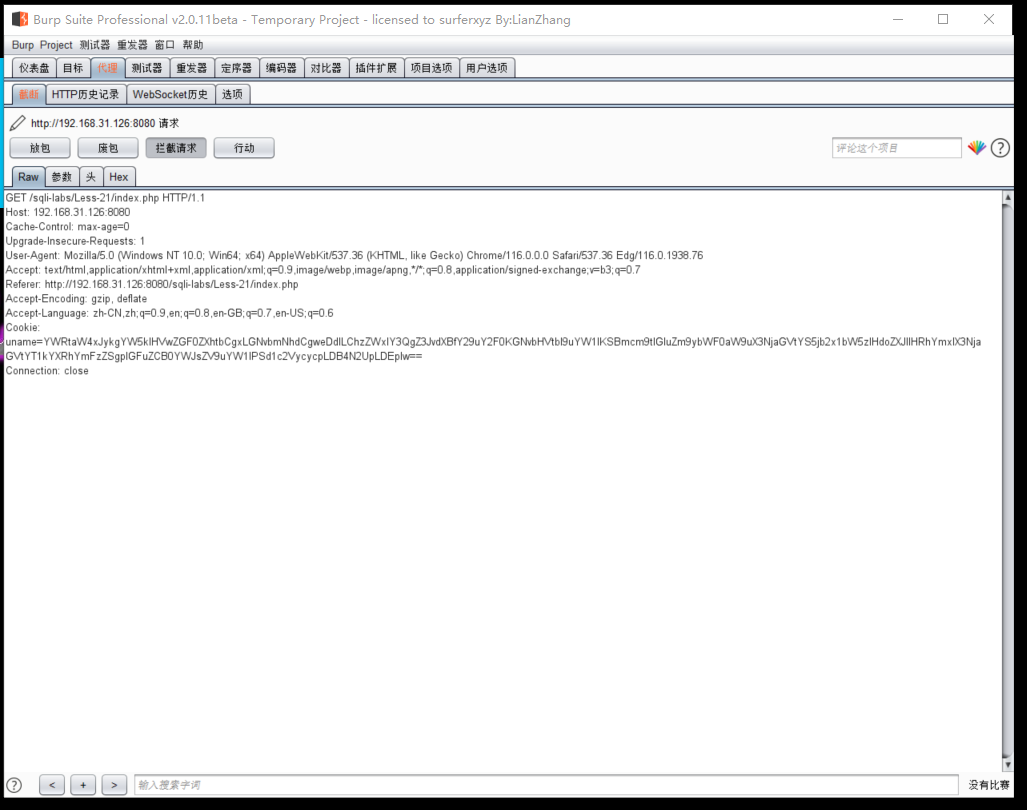 Burp Suite Professional v2.0.11beta - Temporary Project - licensed to surferxyz By:LianZhang
Burp Project 测试器 重发器 窗口 帮助
仪表盘 目标 代理 测试器 重发器 定序器 编码器 对比器 插件扩展 项目选项 用户选项
截断 HTTP历史记录 WebSocket历史 选项
http://192.168.31.126:8080 请求
放包 废包 拦截请求 行动 评论这个项目 ?
Raw 参数 头 Hex
GET /sqli-labs/Less-21/index.php HTTP/1.1
Host: 192.168.31.126:8080
Cache-Control: max-age=0
Upgrade-Insecure-Requests: 1
User-Agent: Mozilla/5.0 (Windows NT 10.0; Win64; x64) AppleWebKit/537.36 (KHTML, like Gecko) Chrome/116.0.0.0 Safari/537.36 Edg/116.0.1938.76
Accept: text/html,application/xhtml+xml,application/xml;q=0.9,image/webp,image/apng,*/*;q=0.8,application/signed-exchange;v=b3;q=0.7
Referer: http://192.168.31.126:8080/sqli-labs/Less-21/index.php
Accept-Encoding: gzip, deflate
Accept-Language: zh-CN,zh;q=0.9,en;q=0.8,en-GB;q=0.7,en-US;q=0.6
Cookie:
Connection: close
? < + > 输入搜索字词 没有比赛